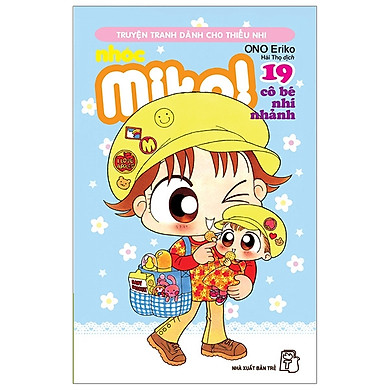 TRUYỆN TRANH DÀNH CHO THIẾU NHI
ONO Eriko
Hải Thọ dịch
nhóc
miko!
19
cô bé
nhí
nhảnh
M
NHÀ XUẤT BẢN TRẺ